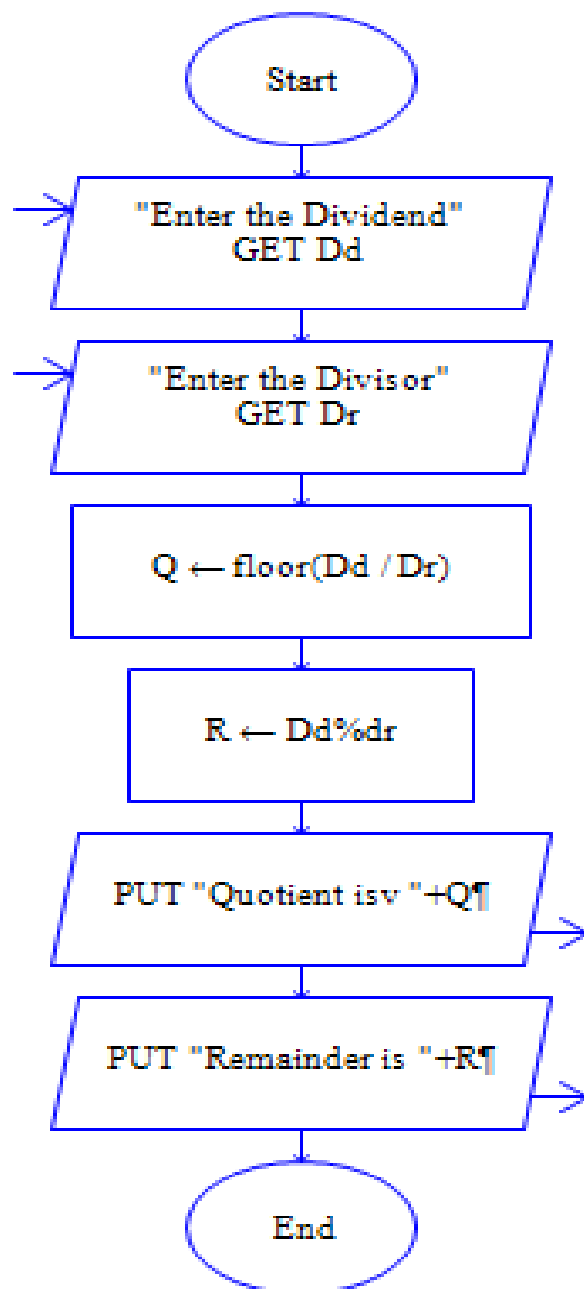 Start
"Enter the Dividend"
GET Dd
"Enter the Divisor"
GET Dr
Q ← floor(Dd / Dr)
R ← Dd%dr
PUT "Quotient isv "+Q¶
PUT "Remainder is "+R¶
End